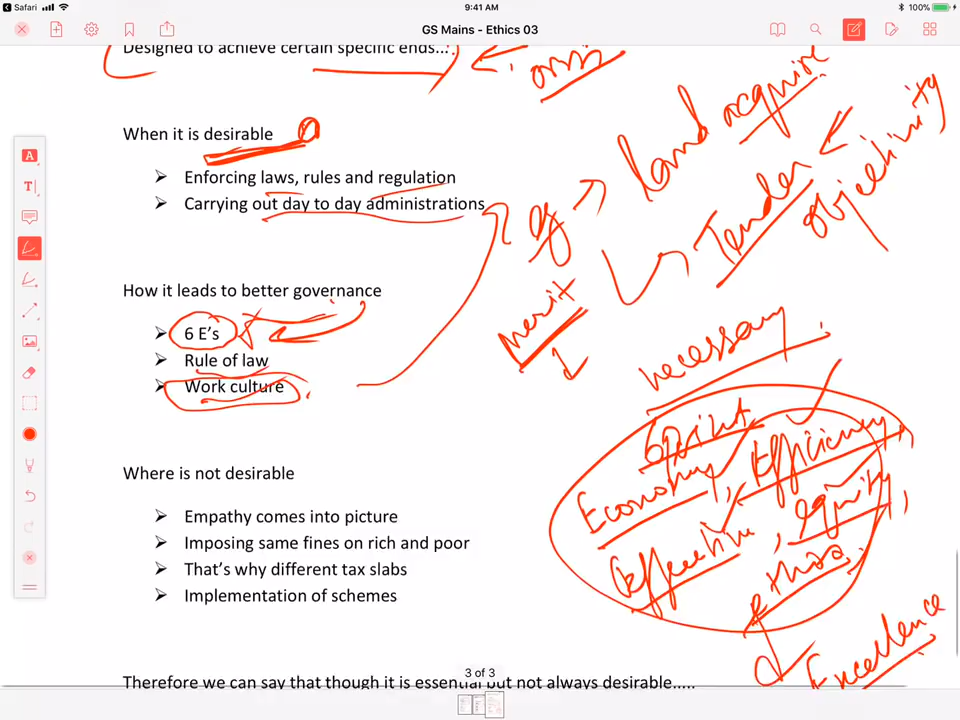 Safari 9:41 AM 100%
GS Mains - Ethics 03
Designed to achieve certain specific ends...
When it is desirable
Enforcing laws, rules and regulation
Carrying out day to day administrations
eg land acquire
Tender
objectivity
merit
How it leads to better governance
6 E's
Rule of law
Work culture
necessary
Economy, Efficiency,
Effective, equity,
ethics
Excellence
Where is not desirable
Empathy comes into picture
Imposing same fines on rich and poor
That's why different tax slabs
Implementation of schemes
3 of 3
Therefore we can say that though it is essential but not always desirable.....